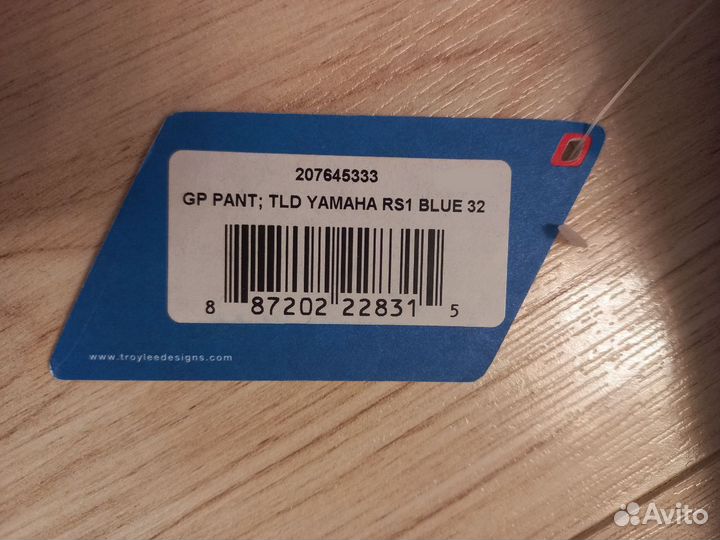 207645333
GP PANT; TLD YAMAHA RS1 BLUE 32
8 87202 22831 5
www.troyleedesigns.com
Avito